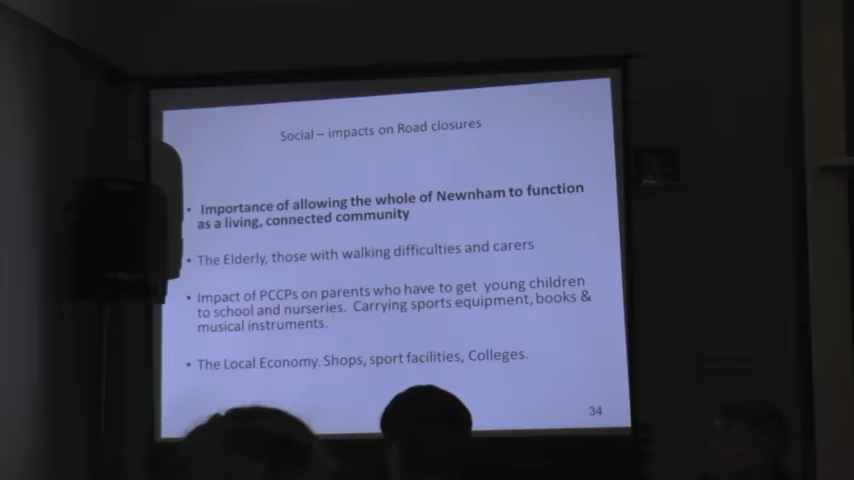 Social – impacts on Road closures
• Importance of allowing the whole of Newnham to function
as a living, connected community
• The Elderly, those with walking difficulties and carers
• Impact of PCCPs on parents who have to get young children
to school and nurseries. Carrying sports equipment, books &
musical instruments.
• The Local Economy. Shops, sport facilities, Colleges.
34